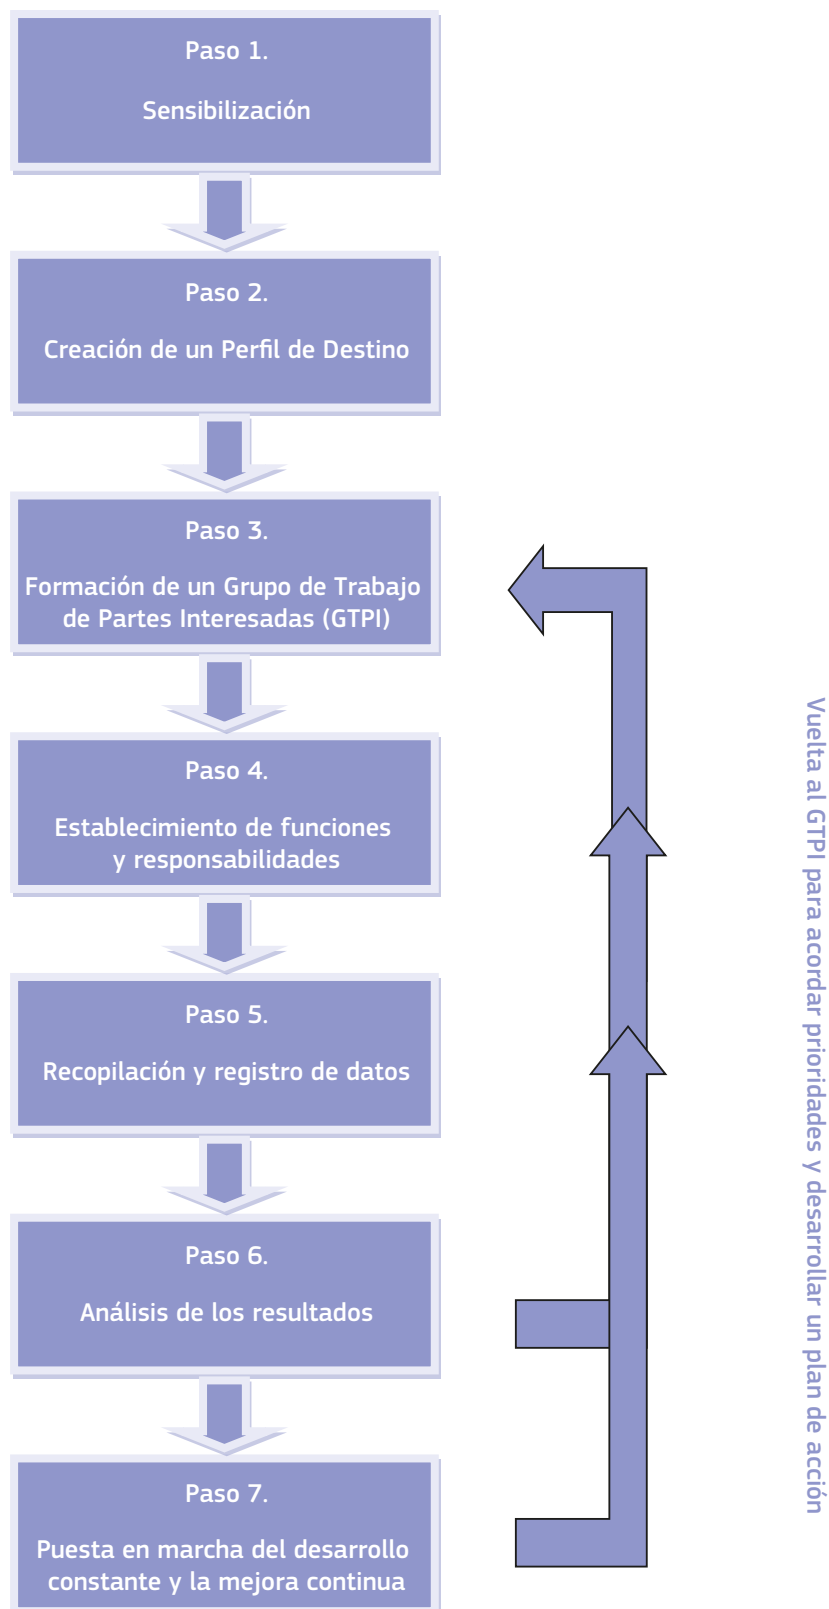 Paso 1.
Sensibilización
Paso 2.
Creación de un Perfil de Destino
Paso 3.
Formación de un Grupo de Trabajo
de Partes Interesadas (GTPI)
Paso 4.
Establecimiento de funciones
y responsabilidades
Paso 5.
Recopilación y registro de datos
Paso 6.
Análisis de los resultados
Paso 7.
Puesta en marcha del desarrollo
constante y la mejora continua
Vuelta al GTPI para acordar prioridades y desarrollar un plan de acción